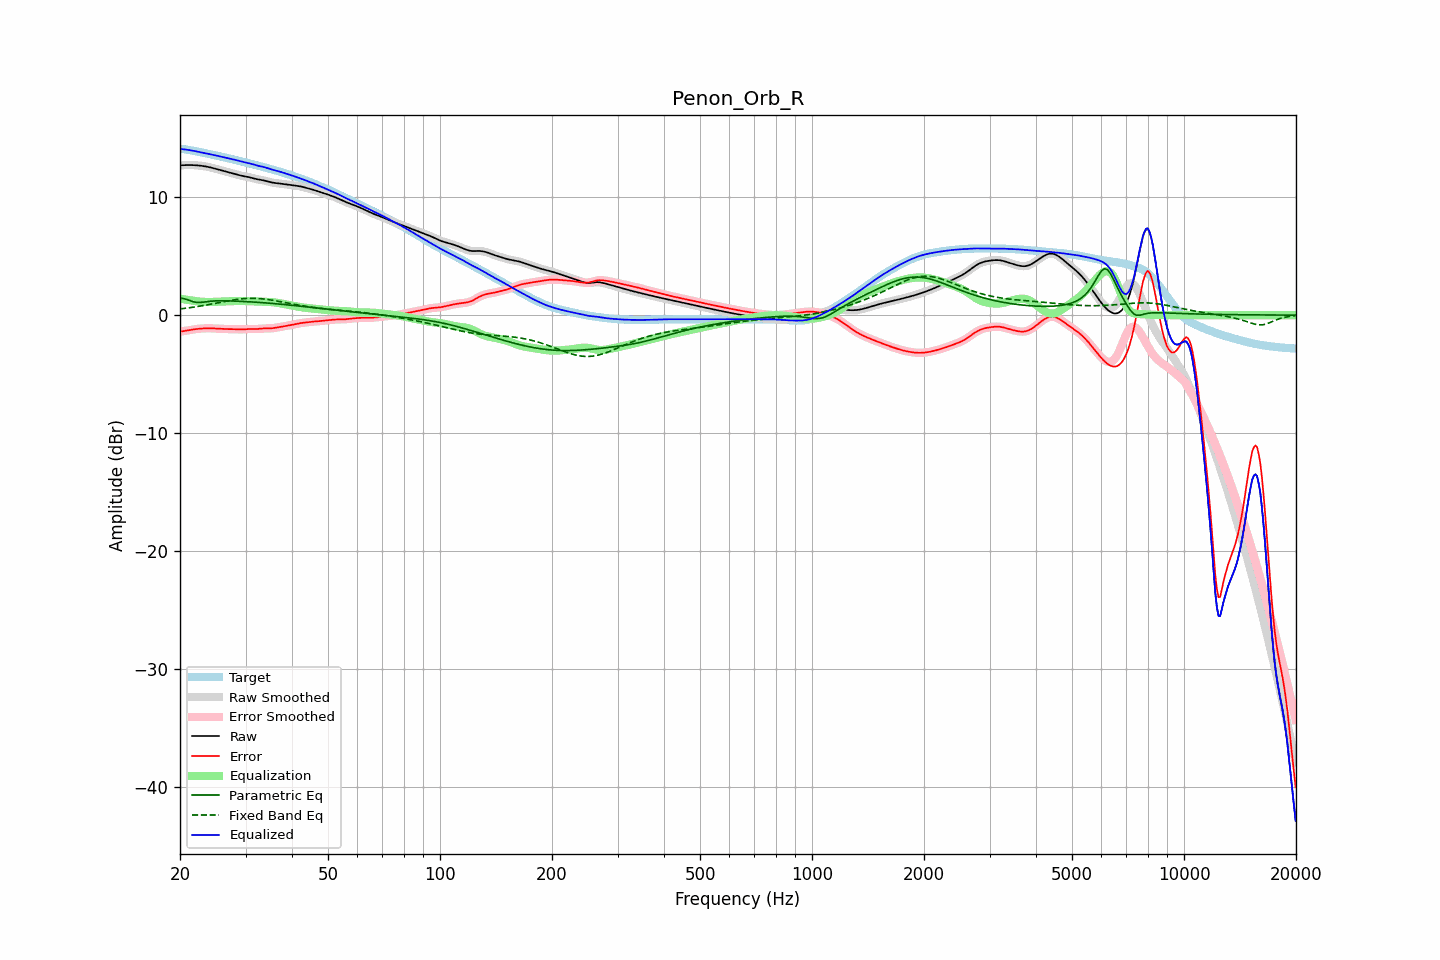 Penon_Orb_R
Amplitude (dBr)
10
0
−10
−20
−30
−40
Target
Raw Smoothed
Error Smoothed
Raw
Error
Equalization
Parametric Eq
Fixed Band Eq
Equalized
20 50 100 200 500 1000 2000 5000 10000 20000
Frequency (Hz)